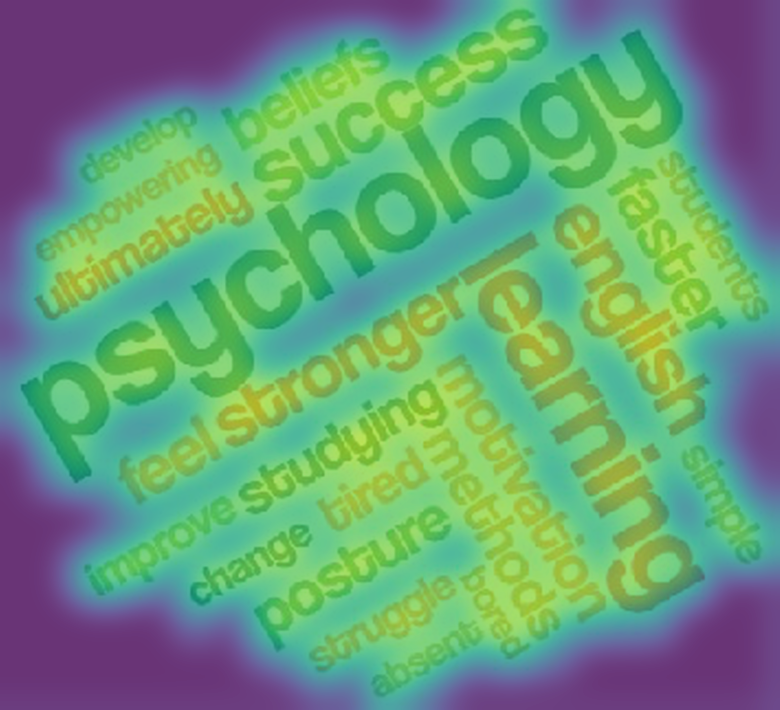 beliefs
success
develop
empowering
ultimately
psychology
students
faster
english
learning
feel
stronger
improve
studying
motivation
methods
tired
change
posture
simple
struggle
bored
absent